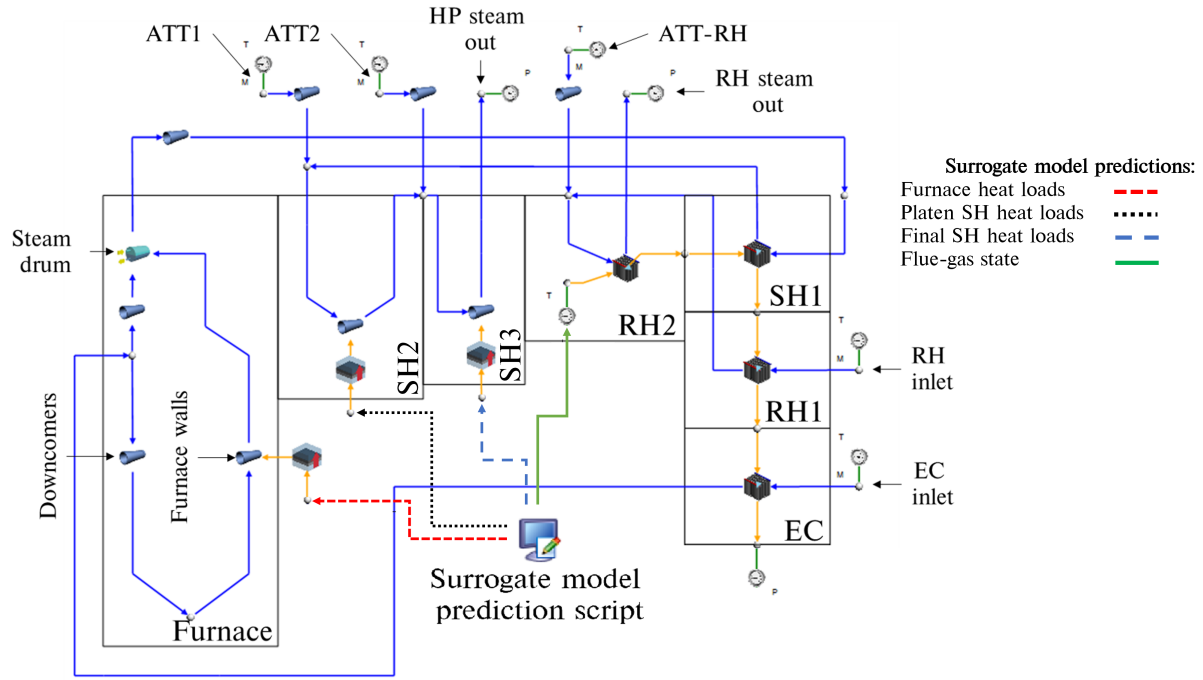 HP steam
out
ATT1
ATT2
ATT-RH
RH steam
out
T
M
T
M
P
T
M
P
Surrogate model predictions:
Furnace heat loads
Platen SH heat loads
Final SH heat loads
Flue-gas state
Steam
drum
SH1
T
RH2
T
M
RH
inlet
SH2
SH3
RH1
Downcomers
Furnace walls
T
M
EC
inlet
EC
Surrogate model
prediction script
P
Furnace